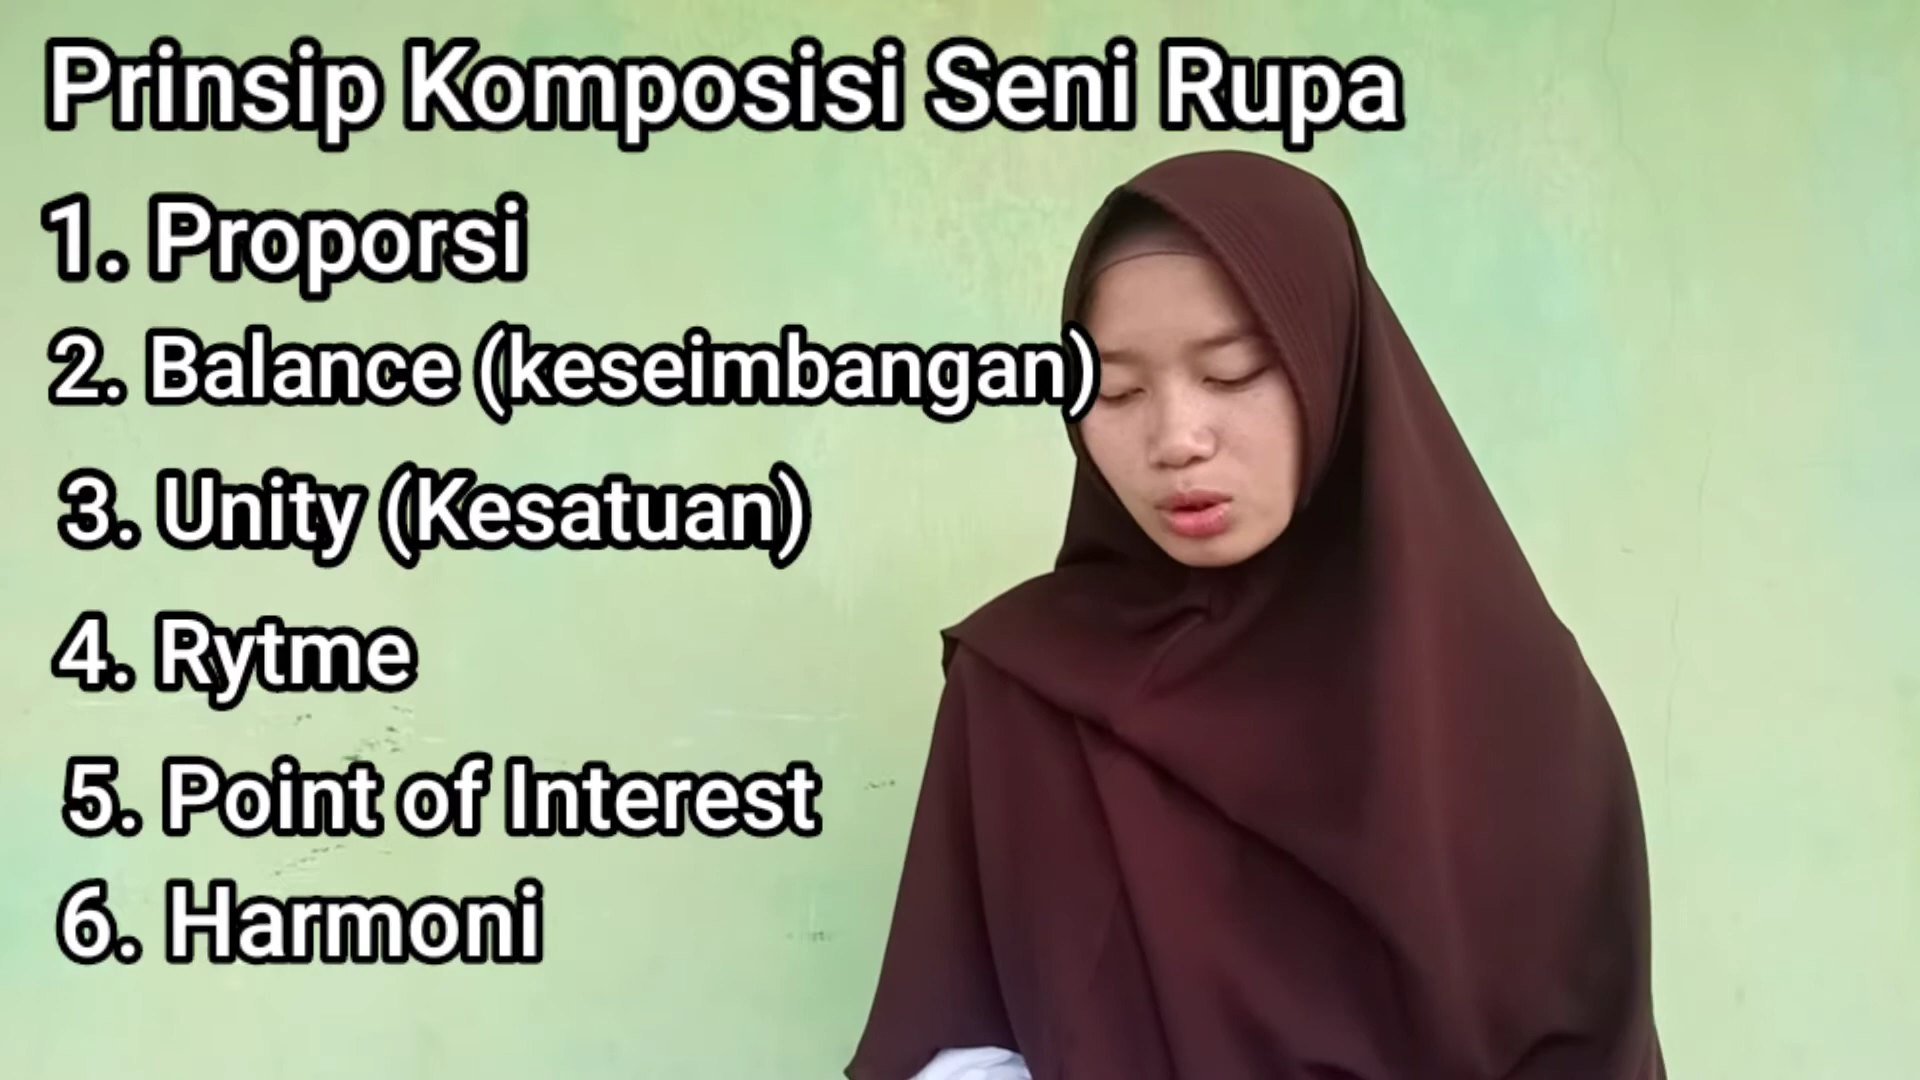 Prinsip Komposisi Seni Rupa
1. Proporsi
2. Balance (keseimbangan)
3. Unity (Kesatuan)
4. Rytme
5. Point of Interest
6. Harmoni